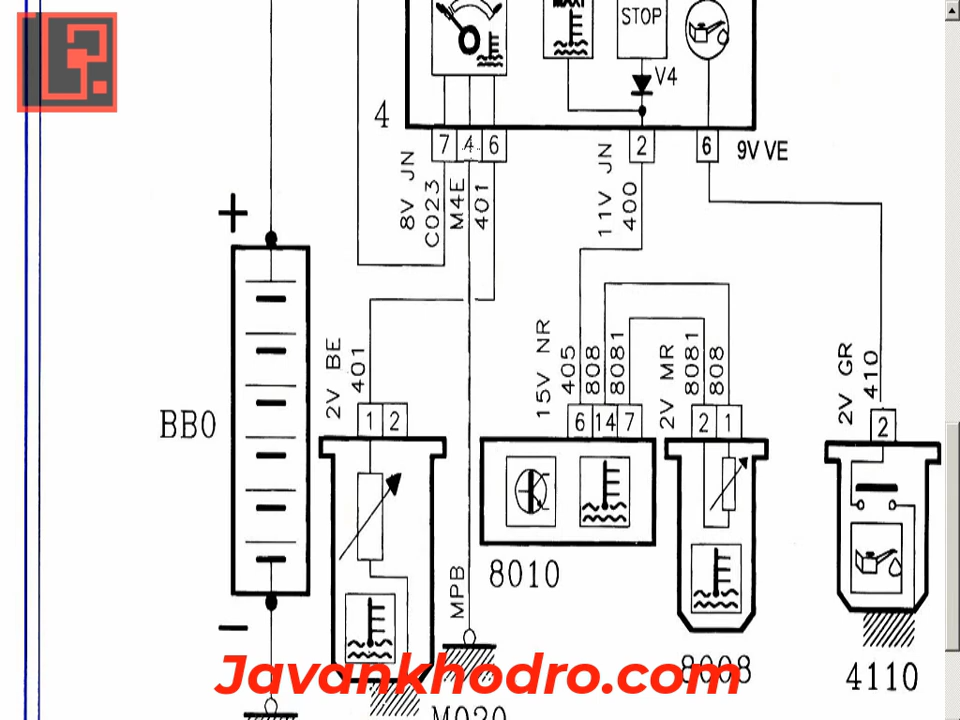 MAXI
STOP
V4
4
7 4 6
2
6
9V VE
8V JN
C023
M4E
401
11V JN
400
+
BB0
–
2V BE
401
1 2
15V NR
405
808
8081
6 14 7
2V MR
8081
808
2 1
2V GR
410
2
8010
MPB
8008
4110
Javankhodro.com